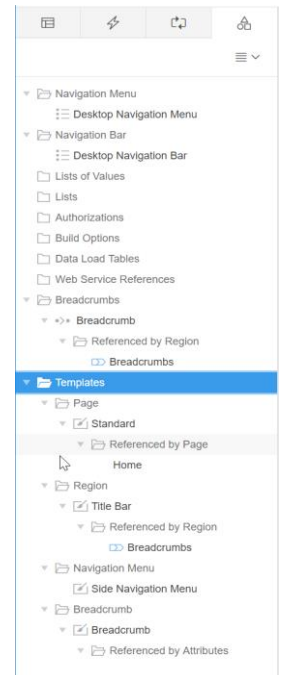 Navigation Menu
Desktop Navigation Menu
Navigation Bar
Desktop Navigation Bar
Lists of Values
Lists
Authorizations
Build Options
Data Load Tables
Web Service References
Breadcrumbs
Breadcrumb
Referenced by Region
Breadcrumbs
Templates
Page
Standard
Referenced by Page
Home
Region
Title Bar
Referenced by Region
Breadcrumbs
Navigation Menu
Side Navigation Menu
Breadcrumb
Breadcrumb
Referenced by Attributes